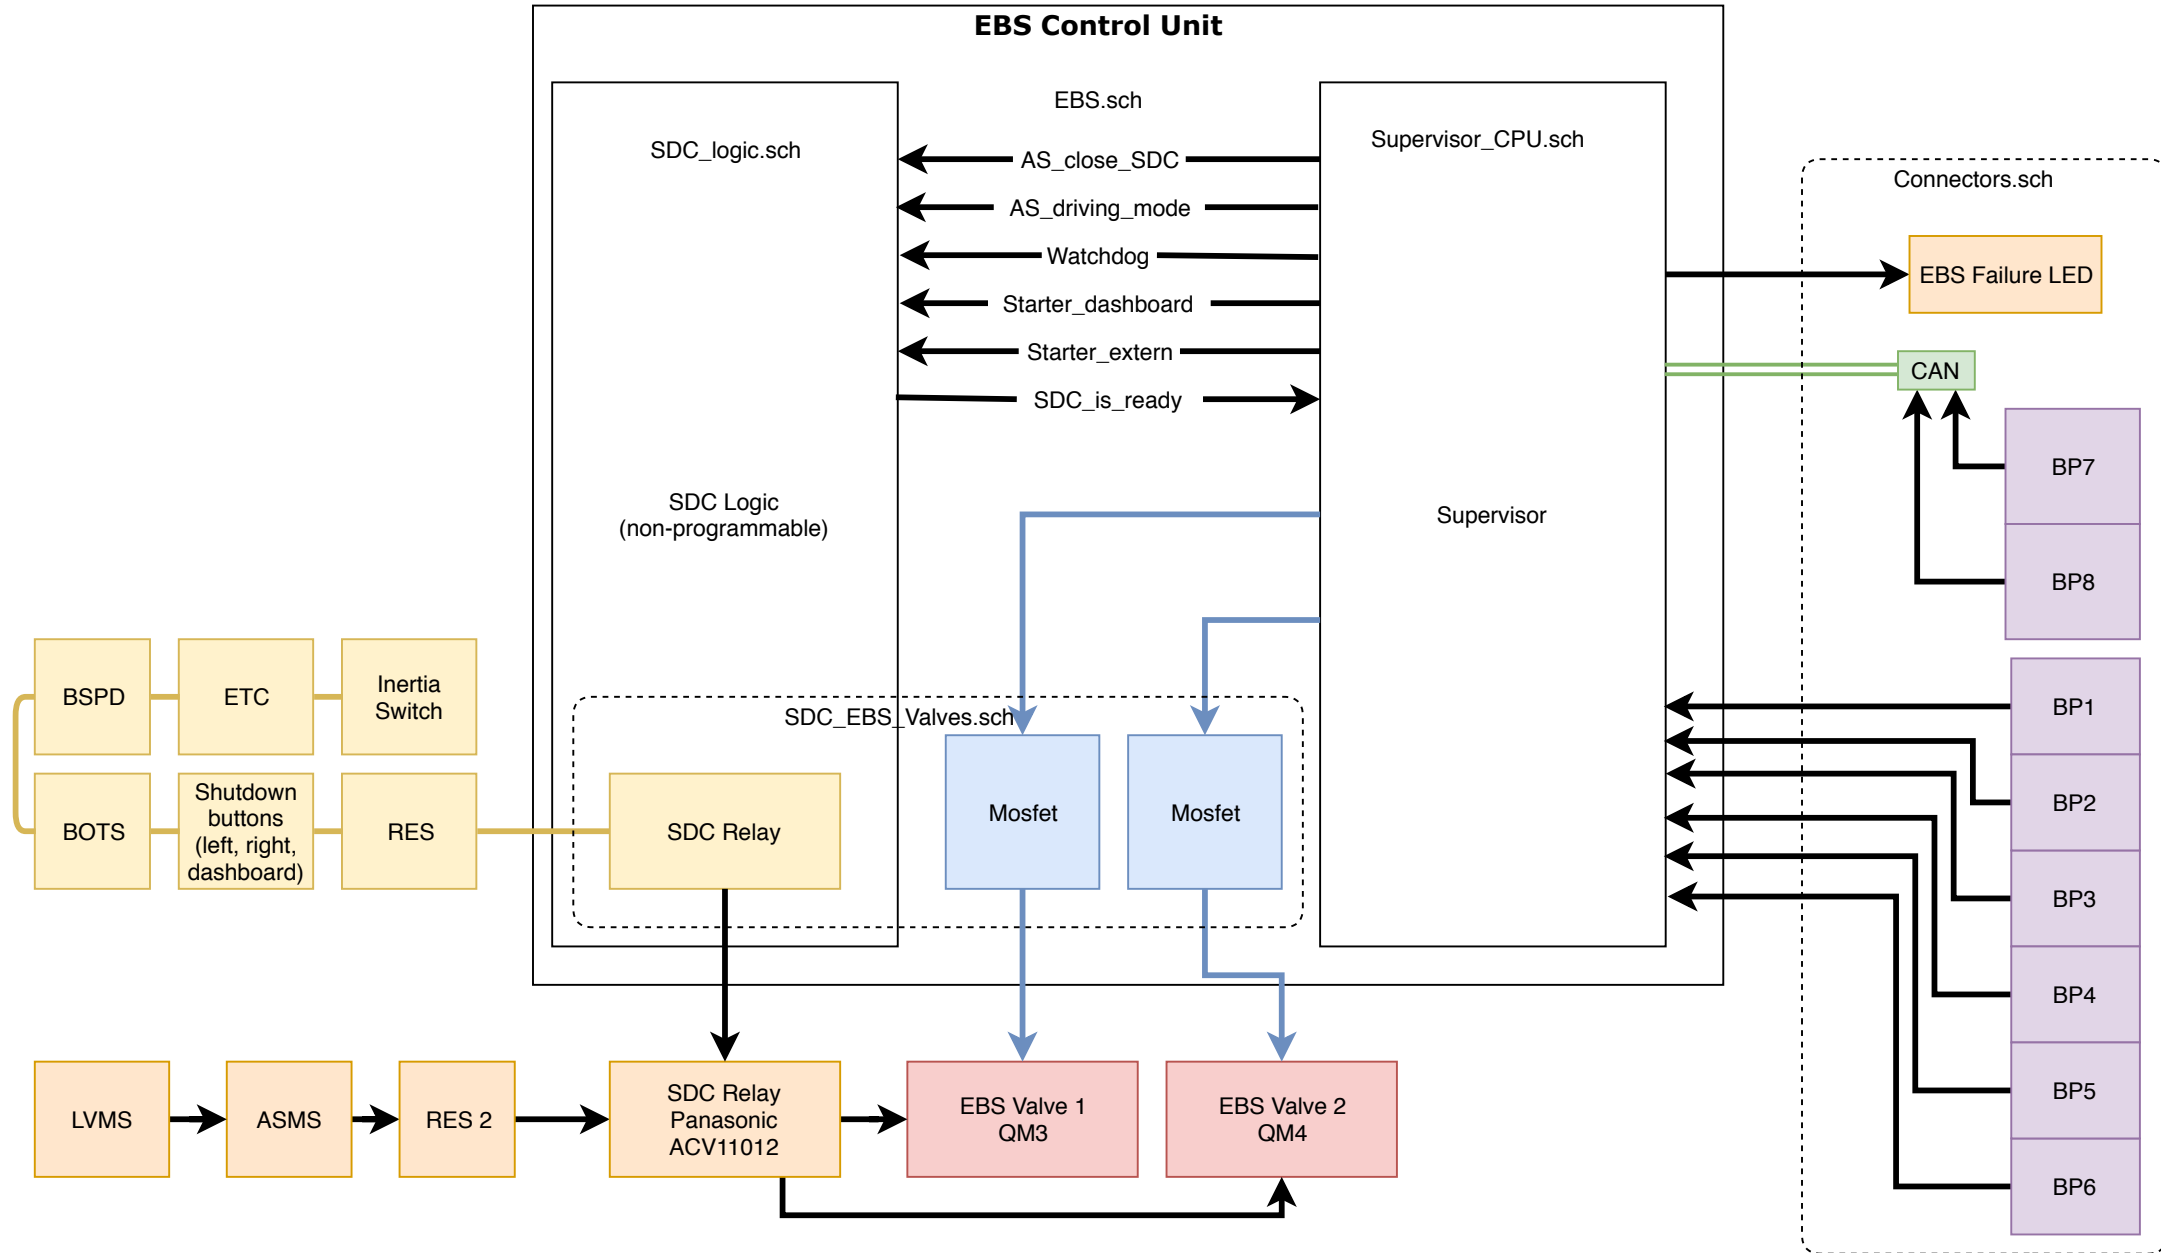 EBS Control Unit
EBS.sch
SDC_logic.sch
Supervisor_CPU.sch
AS_close_SDC
AS_driving_mode
Watchdog
Starter_dashboard
Starter_extern
SDC_is_ready
SDC Logic
(non-programmable)
Supervisor
Connectors.sch
EBS Failure LED
CAN
BP7
BP8
BP1
BP2
BP3
BP4
BP5
BP6
BSPD
ETC
Inertia
Switch
BOTS
Shutdown
buttons
(left, right,
dashboard)
RES
SDC_EBS_Valves.sch
SDC Relay
Mosfet
Mosfet
LVMS
ASMS
RES 2
SDC Relay
Panasonic
ACV11012
EBS Valve 1
QM3
EBS Valve 2
QM4